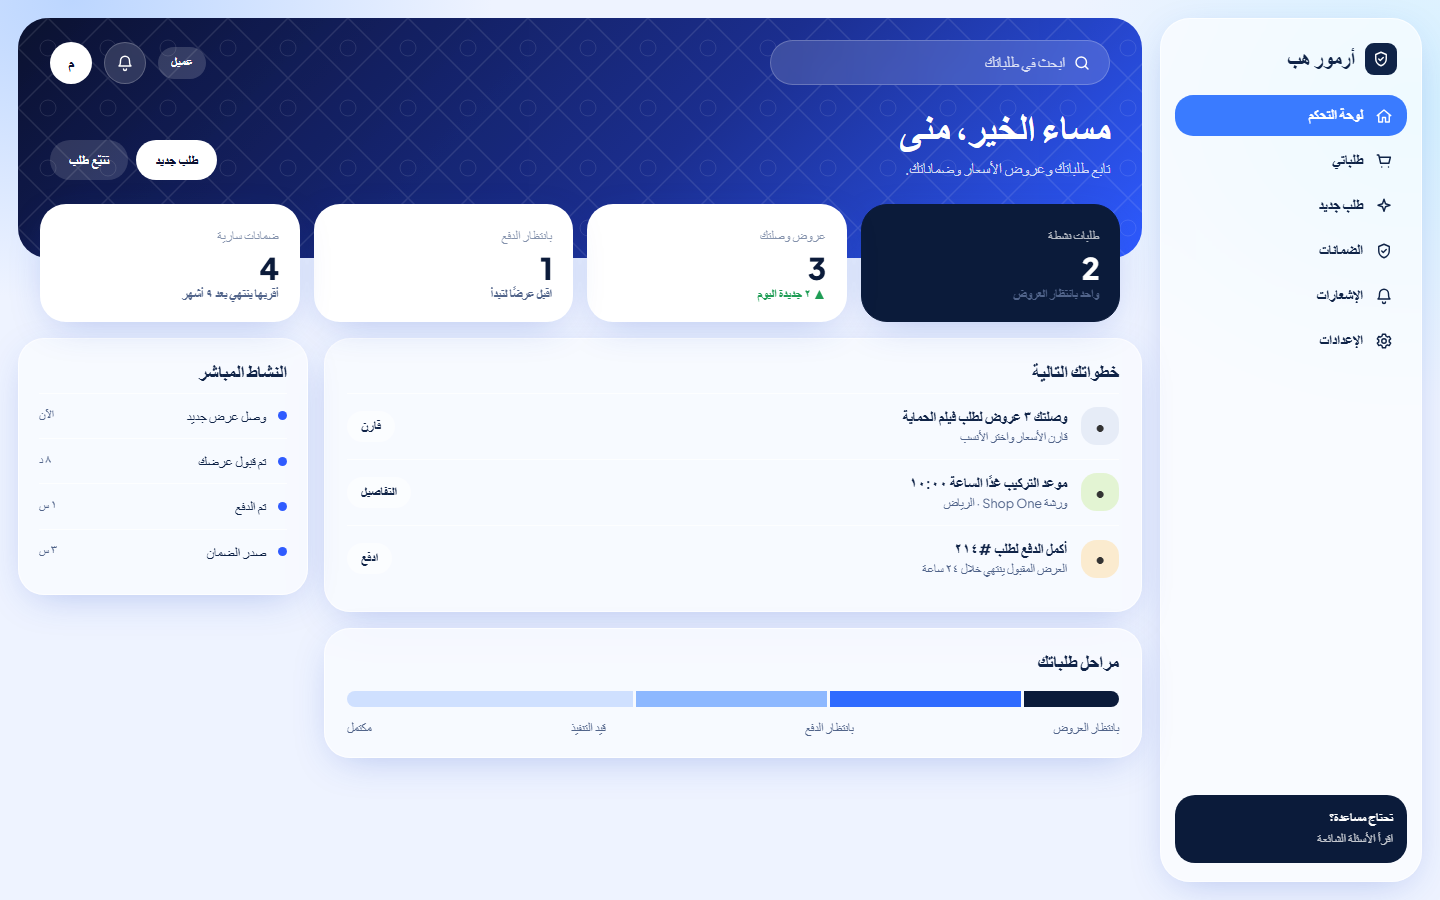 أرمور هب
لوحة التحكم
طلباتي
طلب جديد
الضمانات
الإشعارات
الإعدادات
تحتاج مساعدة؟
اقرأ الأسئلة الشائعة
ابحث في طلباتك
عميل
م
مساء الخير، منى
تابع طلباتك وعروض الأسعار وضماناتك.
طلب جديد
تتبّع طلب
طلبات نشطة
2
واحد بانتظار العروض
عروض وصلتك
3
▲ ٢ جديدة اليوم
بانتظار الدفع
1
اقبل عرضًا لتبدأ
ضمانات سارية
4
أقربها ينتهي بعد ٩ أشهر
خطواتك التالية
وصلتك ٣ عروض لطلب فيلم الحماية
قارن الأسعار واختر الأنسب
قارن
موعد التركيب غدًا الساعة ١٠:٠٠
ورشة Shop One · الرياض
التفاصيل
أكمل الدفع لطلب #٢١٤
العرض المقبول ينتهي خلال ٢٤ ساعة
ادفع
النشاط المباشر
وصل عرض جديد
الآن
تم قبول عرضك
٨ د
تم الدفع
١ س
صدر الضمان
٣ س
مراحل طلباتك
بانتظار العروض
بانتظار الدفع
قيد التنفيذ
مكتمل